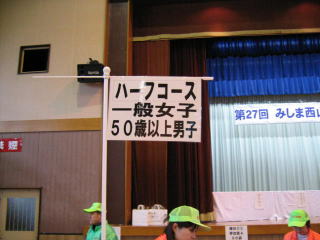 ハーフコース
一般女子
50歳以上男子
第27回 みしま西山